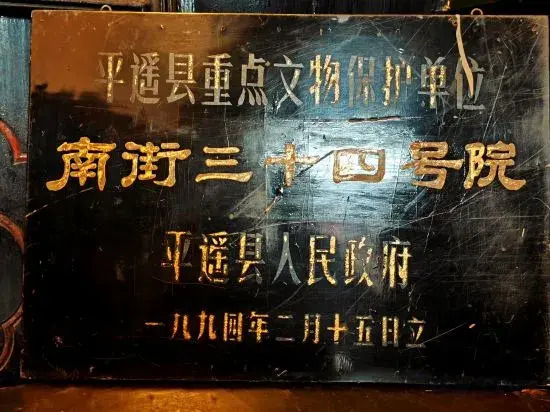 平遥县重点文物保护单位
南街三十四号院
平遥县人民政府
一九九四年二月十五日立